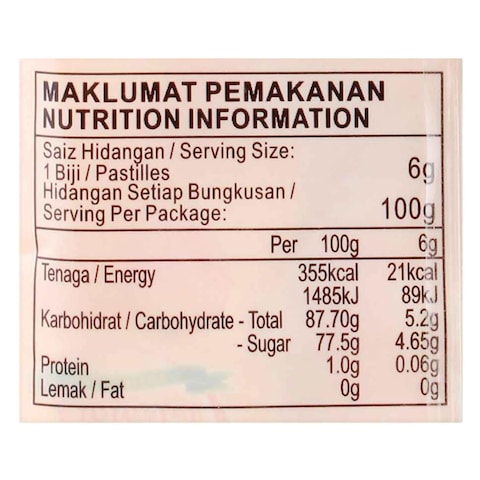 MAKLUMAT PEMAKANAN
NUTRITION INFORMATION
Saiz Hidangan / Serving Size:
1 Biji / Pastilles 6g
Hidangan Setiap Bungkusan /
Serving Per Package: 100g
Per 100g 6g
Tenaga / Energy 355kcal 21kcal
1485kJ 89kJ
Karbohidrat / Carbohydrate - Total 87.70g 5.2g
- Sugar 77.5g 4.65g
Protein 1.0g 0.06g
Lemak / Fat 0g 0g